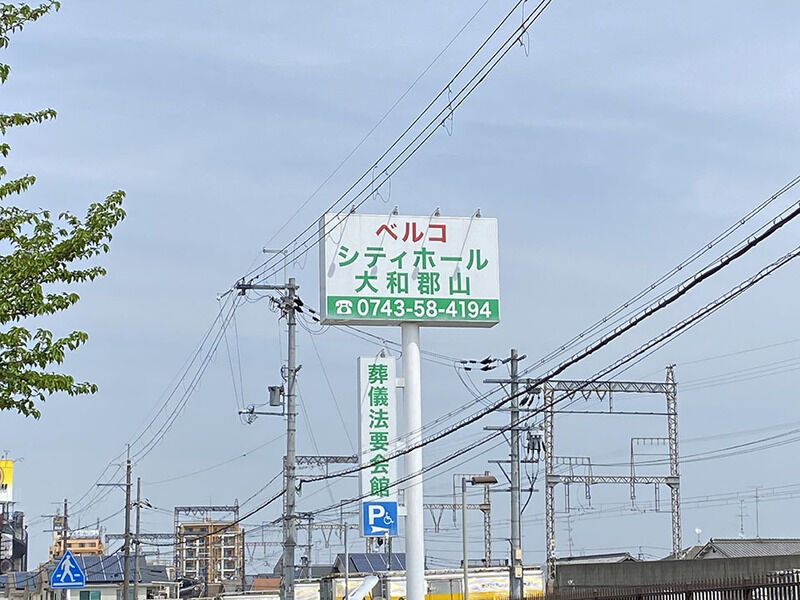 ベルコ
シティホール
大和郡山
☎0743-58-4194
葬儀法要会館
P